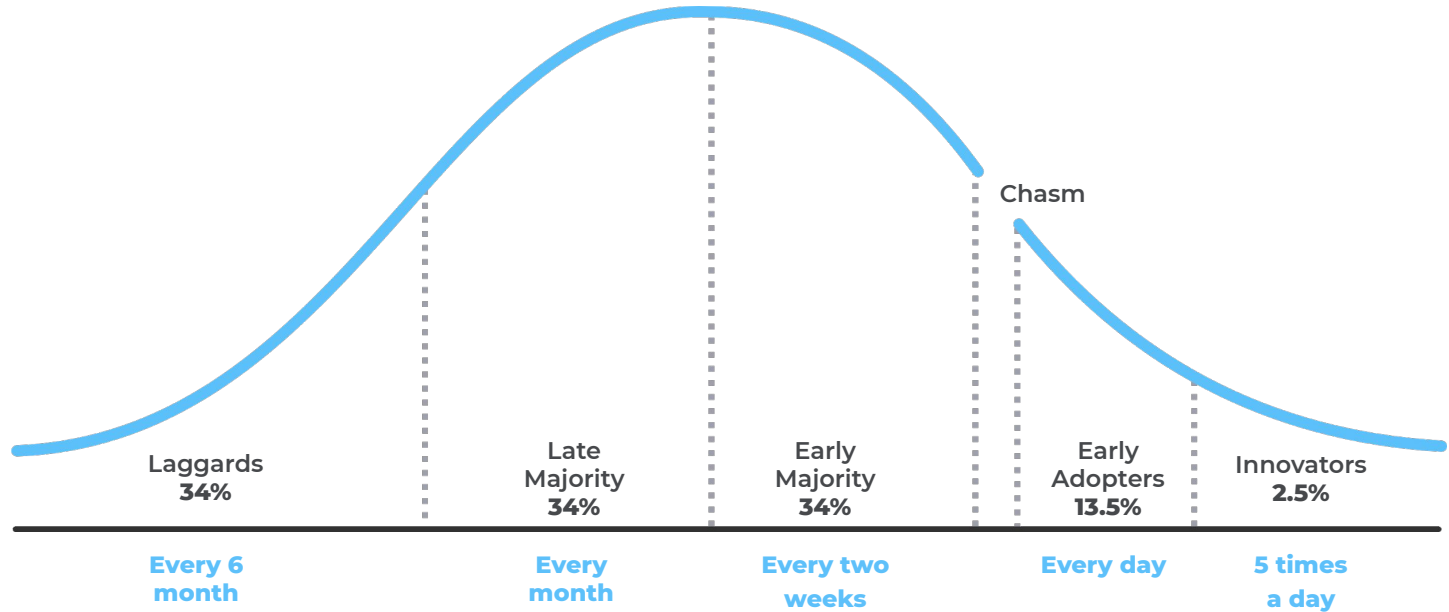 Chasm
Laggards
34%
Late
Majority
34%
Early
Majority
34%
Early
Adopters
13.5%
Innovators
2.5%
Every 6
month
Every
month
Every two
weeks
Every day
5 times
a day